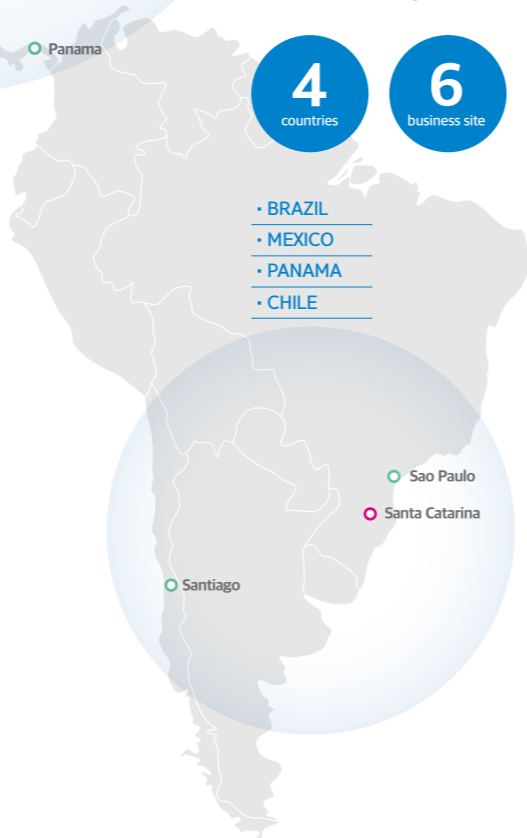 Panama
4
countries
6
business site
· BRAZIL
· MEXICO
· PANAMA
· CHILE
Sao Paulo
Santa Catarina
Santiago